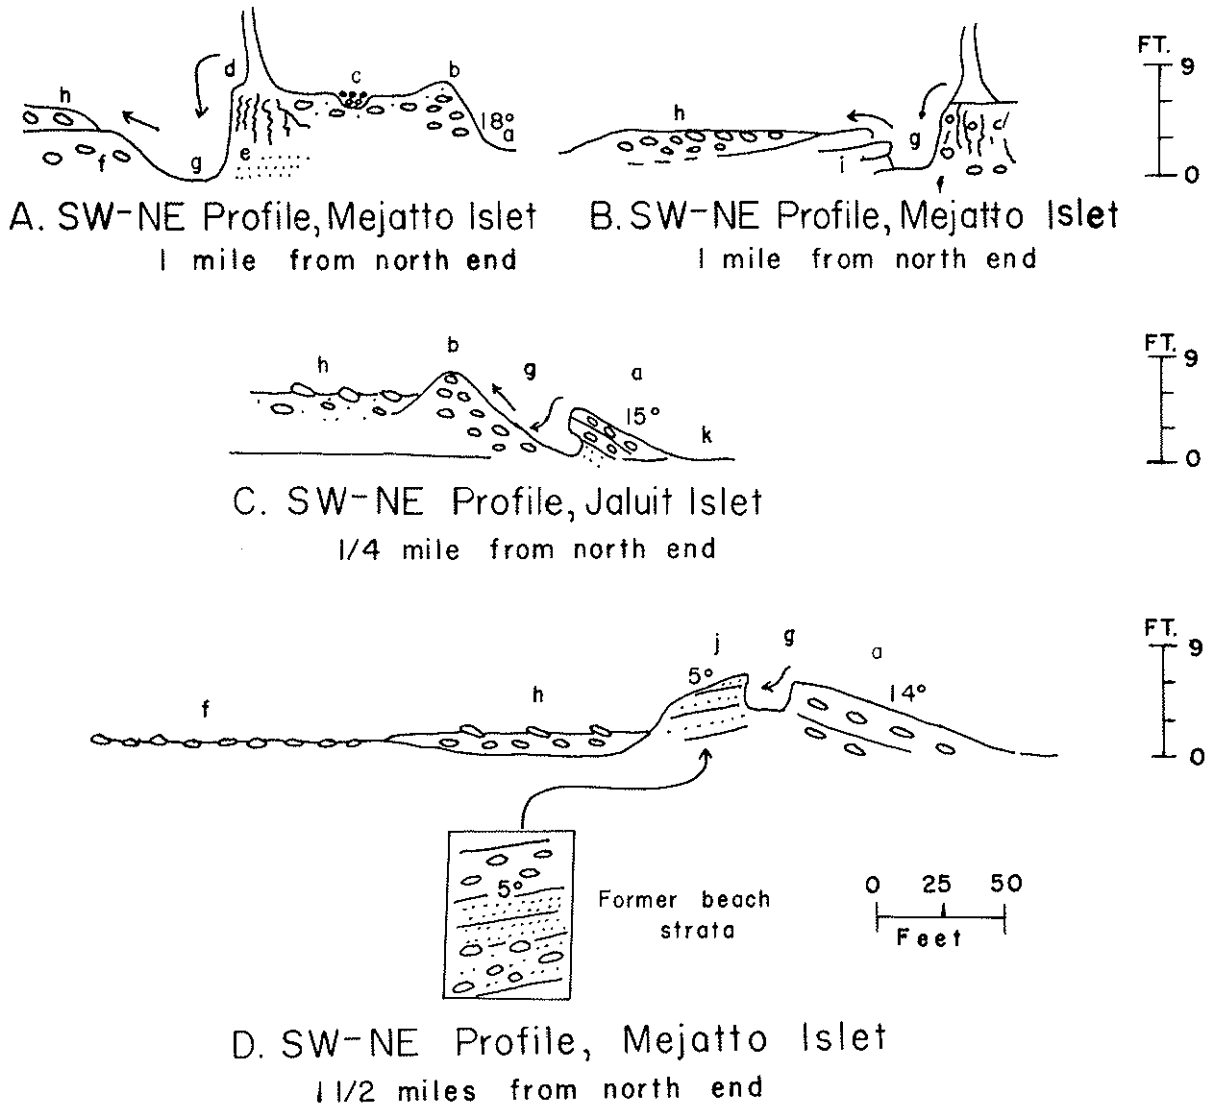 FT.
9
0
h
d
c
b
18°
a
f
g
e
h
g
c
i
f
A. SW-NE Profile, Mejatto Islet
1 mile from north end
B. SW-NE Profile, Mejatto Islet
1 mile from north end
FT.
9
0
h
b
g
a
15°
k
C. SW-NE Profile, Jaluit Islet
1/4 mile from north end
FT.
9
0
f
h
j
g
a
5°
14°
5°
Former beach
strata
0 25 50
Feet
D. SW-NE Profile, Mejatto Islet
1 1/2 miles from north end